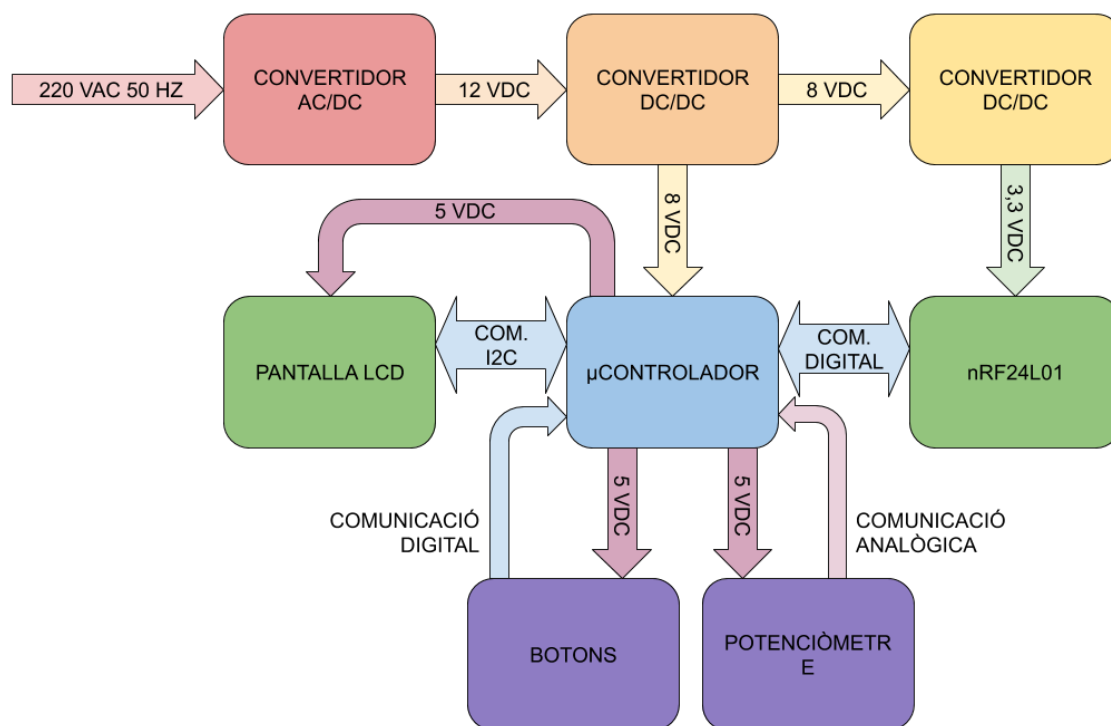 220 VAC 50 HZ
CONVERTIDOR
AC/DC
12 VDC
CONVERTIDOR
DC/DC
8 VDC
CONVERTIDOR
DC/DC
5 VDC
8 VDC
3,3 VDC
PANTALLA LCD
COM.
I2C
µCONTROLADOR
COM.
DIGITAL
nRF24L01
COMUNICACIÓ
DIGITAL
5 VDC
5 VDC
COMUNICACIÓ
ANALÒGICA
BOTONS
POTENCIÒMETR
E